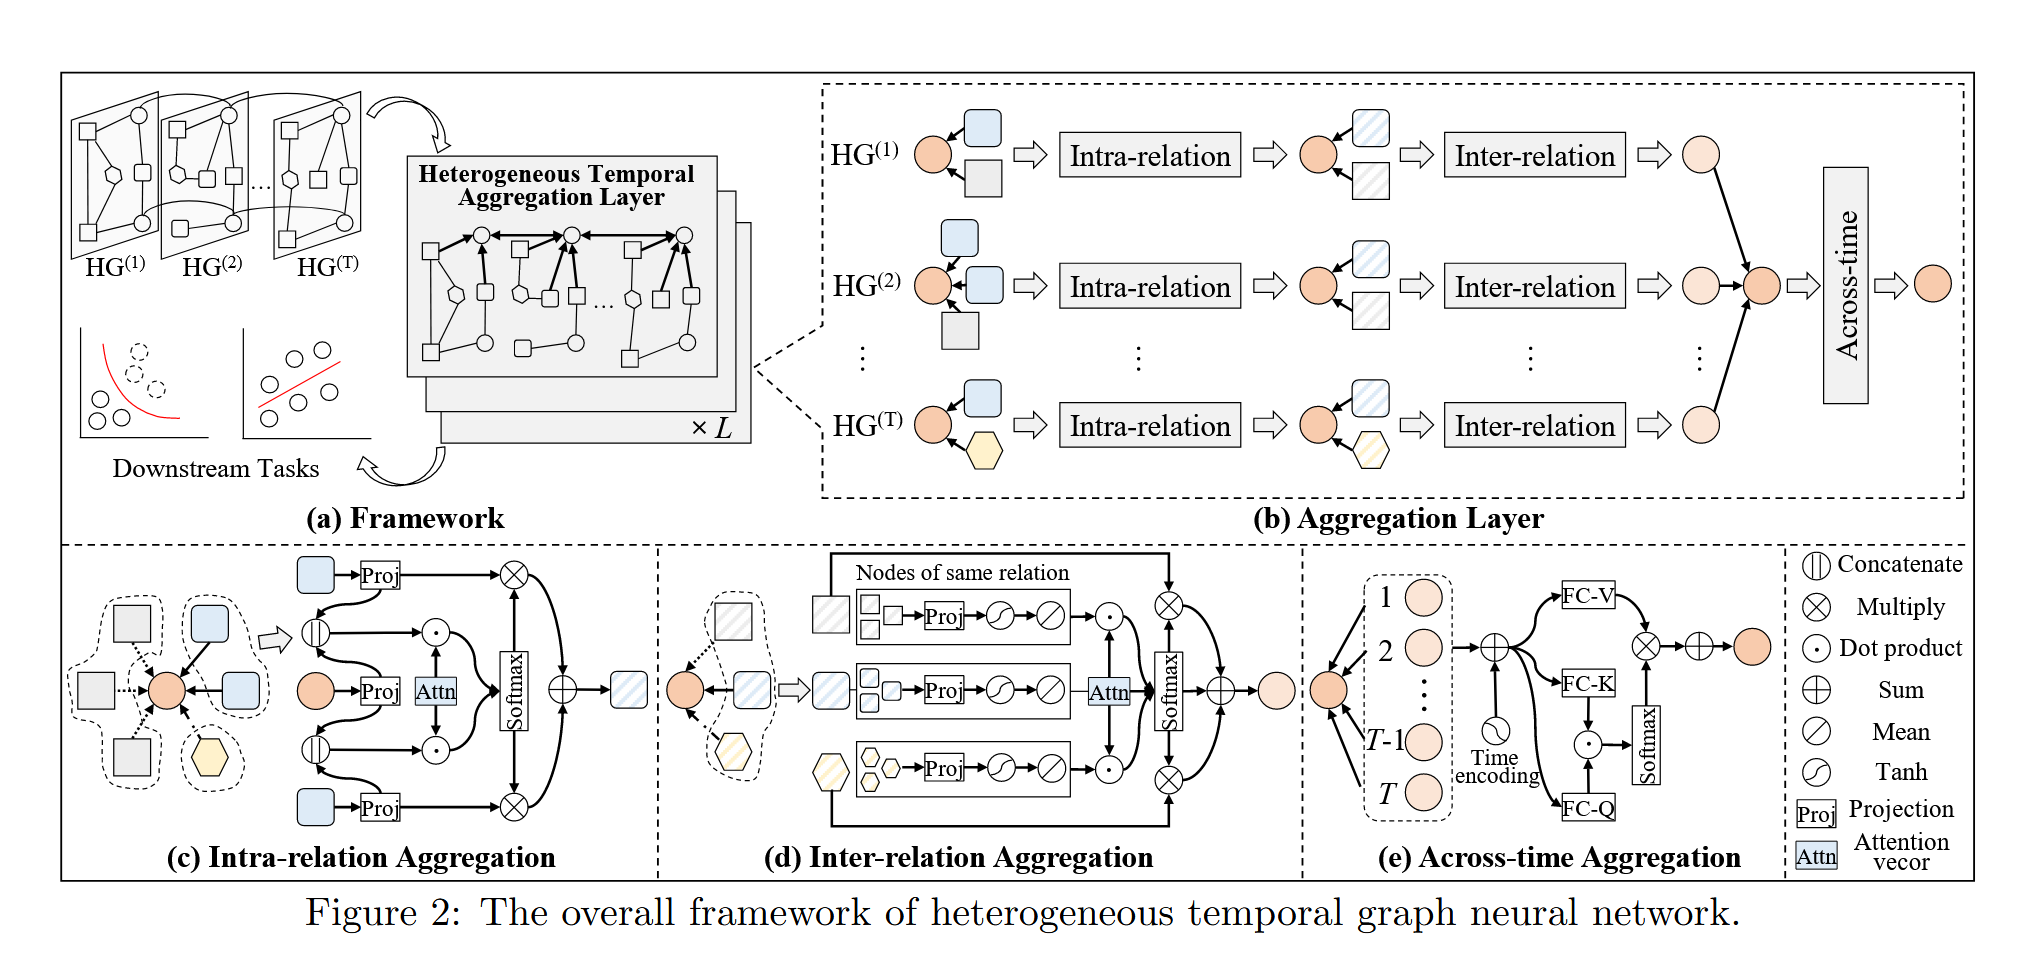 HG(1) HG(2) HG(T)
...
Heterogeneous Temporal
Aggregation Layer
...
× L
Downstream Tasks
(a) Framework
HG(1) Intra-relation Inter-relation
HG(2) Intra-relation Inter-relation
HG(T) Intra-relation Inter-relation
Across-time
(b) Aggregation Layer
Proj
||
Proj
Attn
Softmax
||
Proj
(c) Intra-relation Aggregation
Nodes of same relation
Proj
Proj
Attn
Softmax
Proj
(d) Inter-relation Aggregation
1
2
T-1
T
Time
encoding
FC-V
FC-K
FC-Q
Softmax
(e) Across-time Aggregation
|| Concatenate
Multiply
Dot product
Sum
Mean
Tanh
Proj Projection
Attn Attention
vecor
Figure 2: The overall framework of heterogeneous temporal graph neural network.